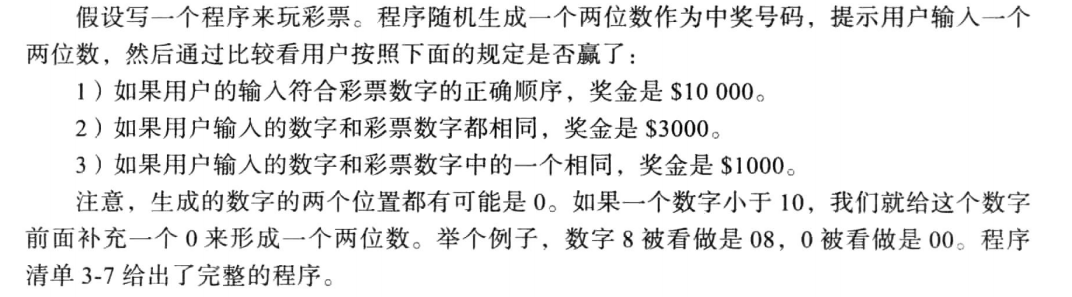 假设写一个程序来玩彩票。程序随机生成一个两位数作为中奖号码，提示用户输入一个
两位数，然后通过比较看用户按照下面的规定是否赢了：
1）如果用户的输入符合彩票数字的正确顺序，奖金是 $10 000。
2）如果用户输入的数字和彩票数字都相同，奖金是 $3000。
3）如果用户输入的数字和彩票数字中的一个相同，奖金是 $1000。
注意，生成的数字的两个位置都有可能是 0。如果一个数字小于 10，我们就给这个数字
前面补充一个 0 来形成一个两位数。举个例子，数字 8 被看做是 08，0 被看做是 00。程序
清单 3-7 给出了完整的程序。